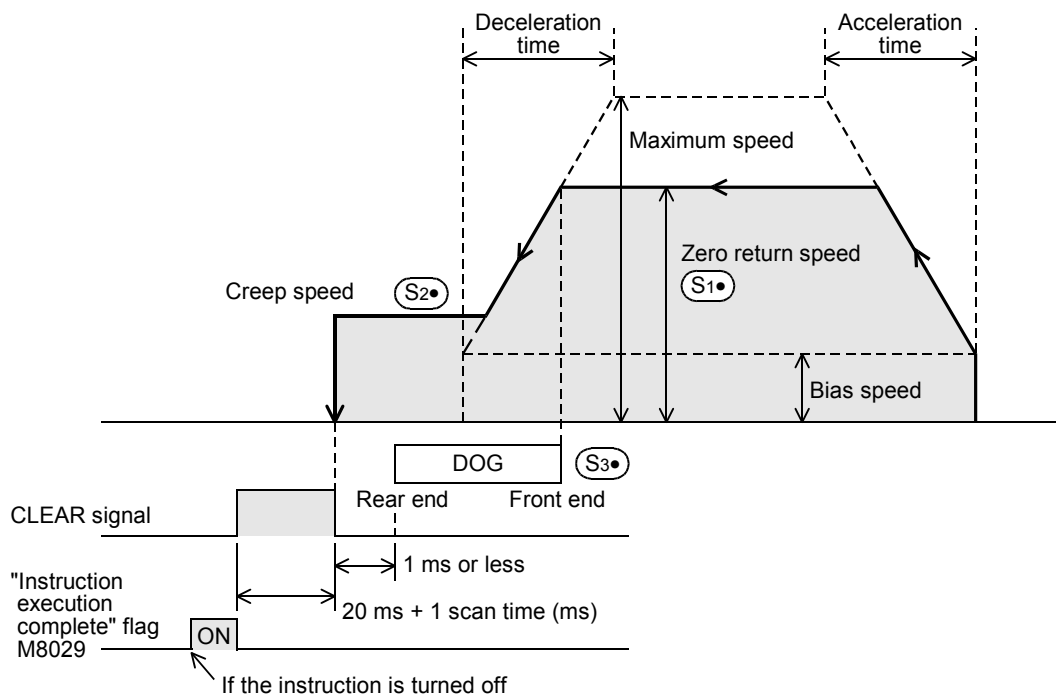 Deceleration
time
Acceleration
time
Maximum speed
Zero return speed
S1•
Creep speed
S2•
Bias speed
DOG
S3•
Rear end
Front end
CLEAR signal
1 ms or less
"Instruction
execution
complete" flag
M8029
20 ms + 1 scan time (ms)
ON
If the instruction is turned off